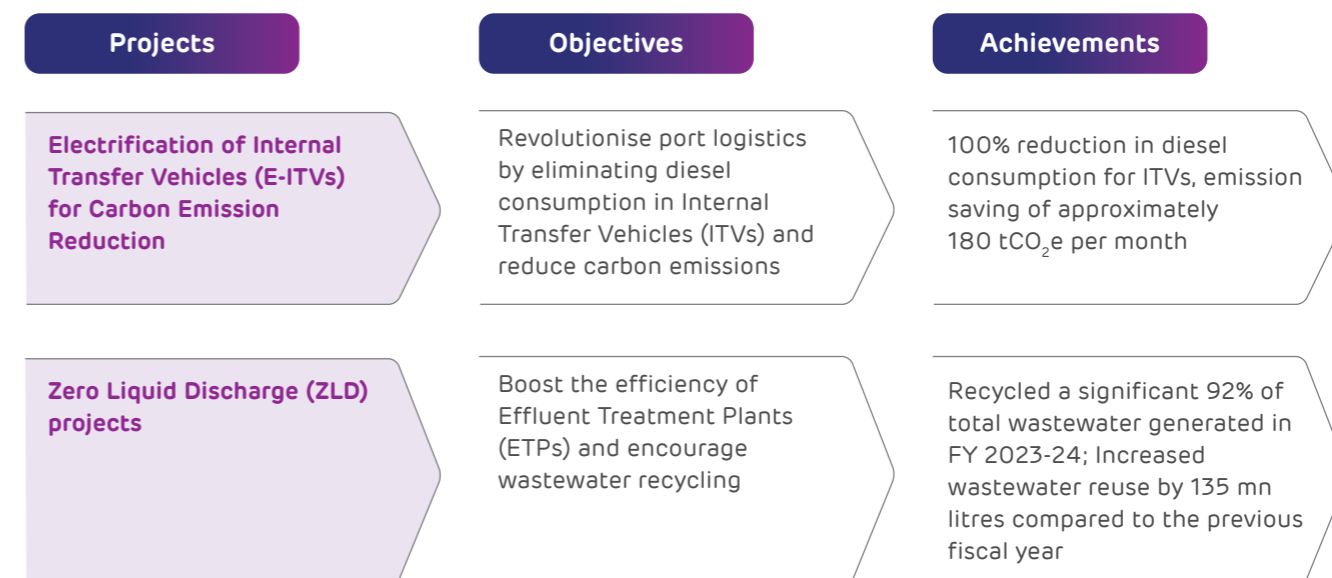 Projects
Objectives
Achievements
Electrification of Internal
Transfer Vehicles (E-ITVs)
for Carbon Emission
Reduction
Revolutionise port logistics
by eliminating diesel
consumption in Internal
Transfer Vehicles (ITVs) and
reduce carbon emissions
100% reduction in diesel
consumption for ITVs, emission
saving of approximately
180 tCO₂e per month
Zero Liquid Discharge (ZLD)
projects
Boost the efficiency of
Effluent Treatment Plants
(ETPs) and encourage
wastewater recycling
Recycled a significant 92% of
total wastewater generated in
FY 2023-24; Increased
wastewater reuse by 135 mn
litres compared to the previous
fiscal year